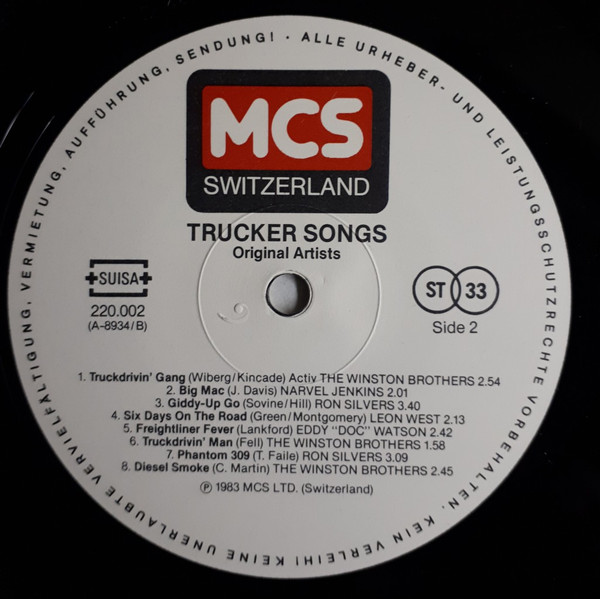 ALLE URHEBER- UND LEISTUNGSSCHUTZRECHTE VORBEHALTEN. KEIN VERLEIH! KEINE UNERLAUBTE VERVIELFÄLTIGUNG, VERMIETUNG, AUFFÜHRUNG, SENDUNG! ·
MCS
SWITZERLAND
TRUCKER SONGS
Original Artists
SUISA
220.002
(A-8934/B)
ST 33
Side 2
1. Truckdrivin' Gang (Wiberg/Kincade) Activ THE WINSTON BROTHERS 2.54
2. Big Mac (J. Davis) NARVEL JENKINS 2.01
3. Giddy-Up Go (Sovine/Hill) RON SILVERS 3.40
4. Six Days On The Road (Green/Montgomery) LEON WEST 2.13
5. Freightliner Fever (Lankford) EDDY "DOC" WATSON 2.42
6. Truckdrivin' Man (Fell) THE WINSTON BROTHERS 1.58
7. Phantom 309 (T. Faile) RON SILVERS 3.09
8. Diesel Smoke (C. Martin) THE WINSTON BROTHERS 2.45
Ⓟ 1983 MCS LTD. (Switzerland)